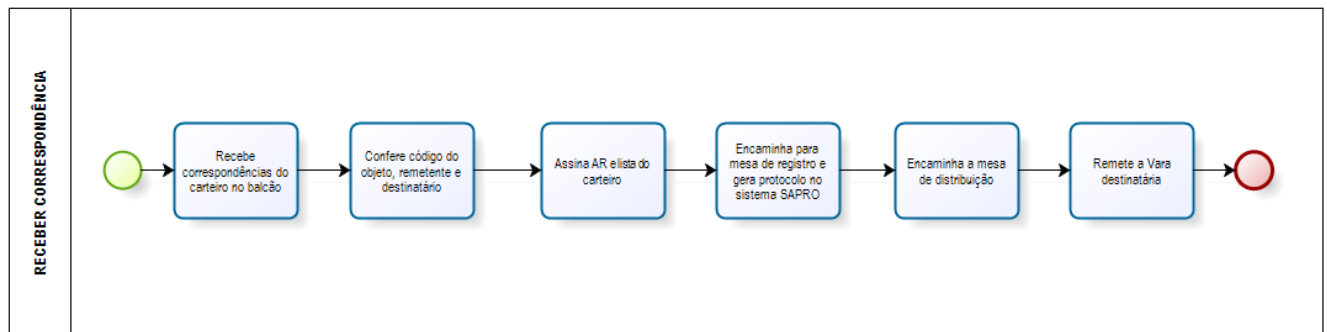 RECEBER CORRESPONDÊNCIA
Recebe
correspondências do
carteiro no balcão
Confere código do
objeto, remetente e
destinatário
Assina AR e lista do
carteiro
Encaminha para
mesa de registro e
gera protocolo no
sistema SAPRO
Encaminha a mesa
de distribuição
Remete a Vara
destinatária